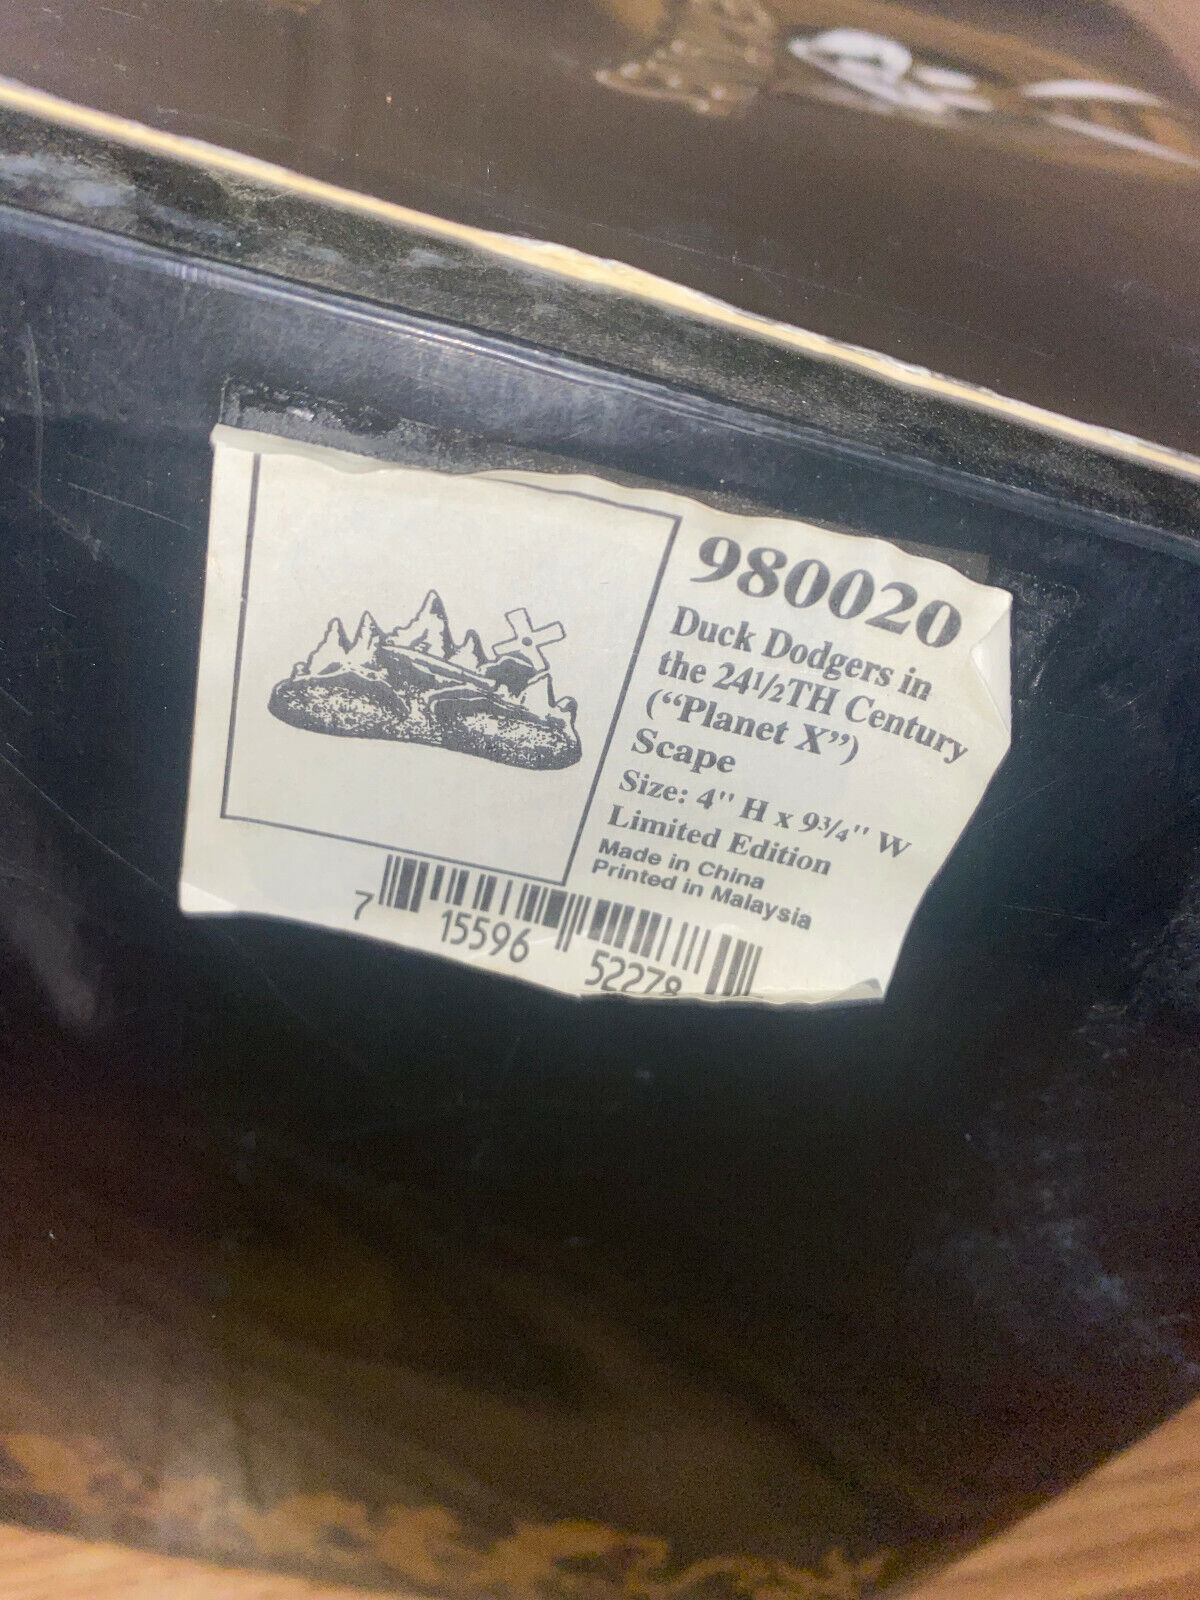 980020
Duck Dodgers in
the 24½TH Century
(“Planet X”)
Scape
Size: 4" H x 9¾" W
Limited Edition
Made in China
Printed in Malaysia
7 15596 52278